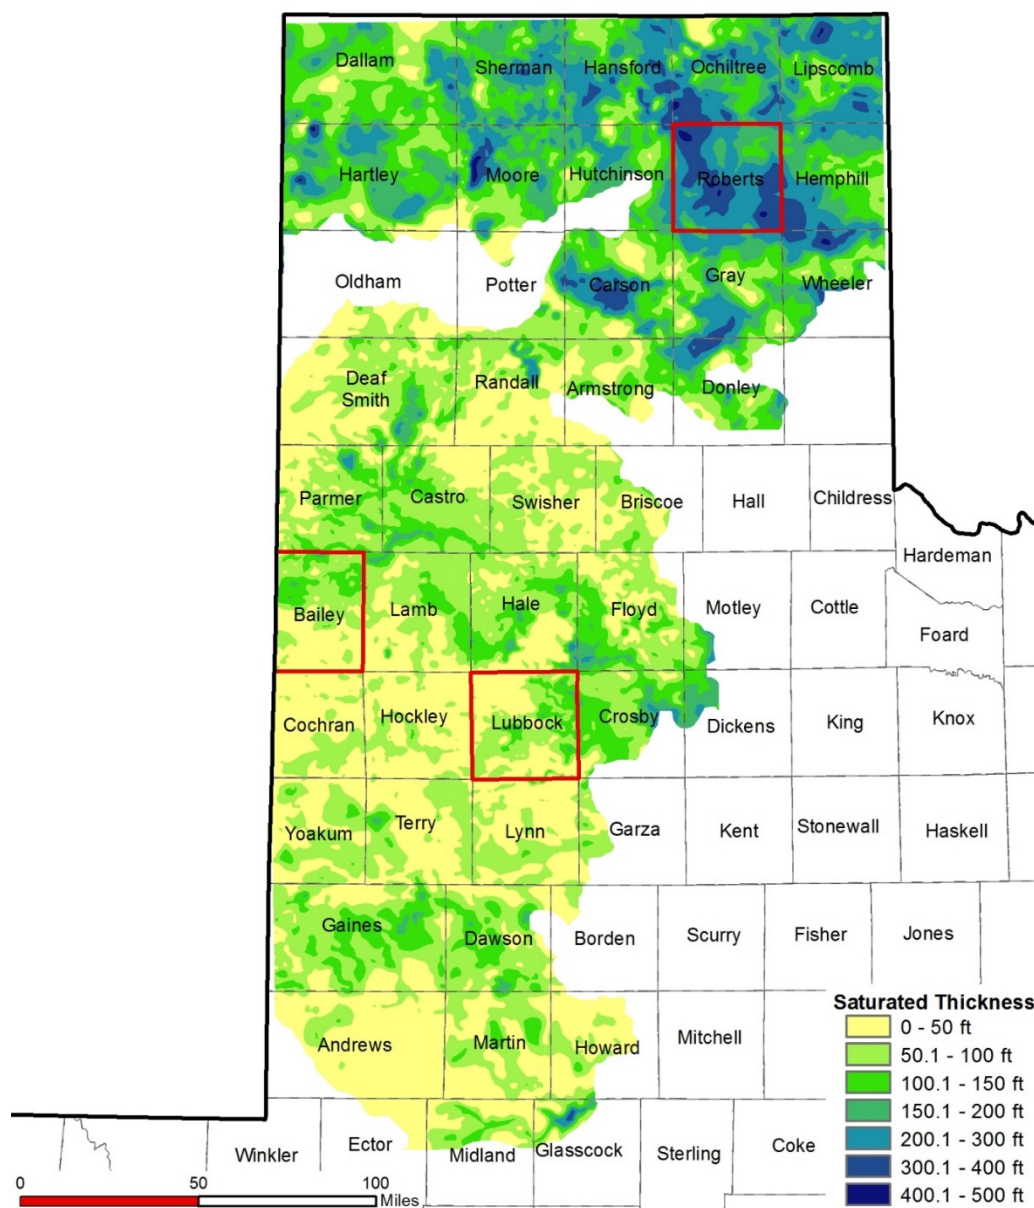 Dallam
Sherman
Hansford
Ochiltree
Lipscomb
Hartley
Moore
Hutchinson
Roberts
Hemphill
Oldham
Potter
Carson
Gray
Wheeler
Deaf
Smith
Randall
Armstrong
Donley
Parmer
Castro
Swisher
Briscoe
Hall
Childress
Hardeman
Bailey
Lamb
Hale
Floyd
Motley
Cottle
Foard
Cochran
Hockley
Lubbock
Crosby
Dickens
King
Knox
Yoakum
Terry
Lynn
Garza
Kent
Stonewall
Haskell
Gaines
Dawson
Borden
Scurry
Fisher
Jones
Andrews
Martin
Howard
Mitchell
Winkler
Ector
Midland
Glasscock
Sterling
Coke
Saturated Thickness
0 - 50 ft
50.1 - 100 ft
100.1 - 150 ft
150.1 - 200 ft
200.1 - 300 ft
300.1 - 400 ft
400.1 - 500 ft
0 50 100
Miles